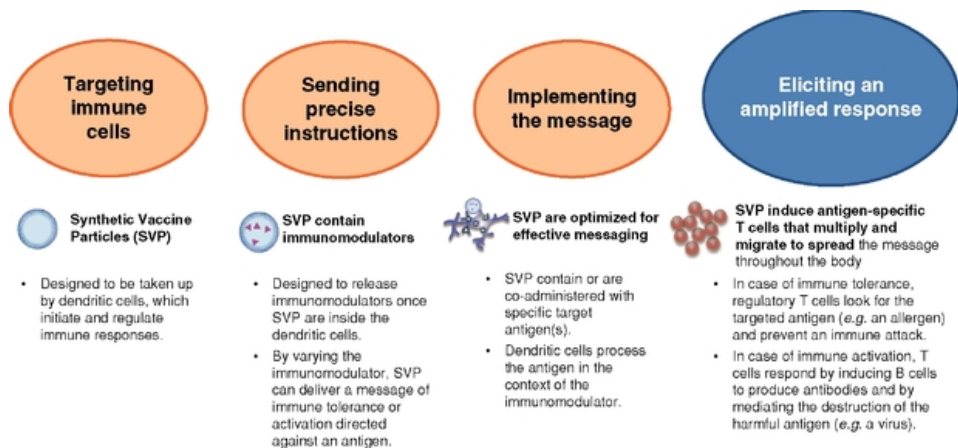 Targeting
immune
cells
Sending
precise
instructions
Implementing
the message
Eliciting an
amplified response
Synthetic Vaccine
Particles (SVP)
• Designed to be taken up
by dendritic cells, which
initiate and regulate
immune responses.
SVP contain
immunomodulators
• Designed to release
immunomodulators once
SVP are inside the
dendritic cells.
• By varying the
immunomodulator, SVP
can deliver a message of
immune tolerance or
activation directed
against an antigen.
SVP are optimized for
effective messaging
• SVP contain or are
co-administered with
specific target
antigen(s).
• Dendritic cells process
the antigen in the
context of the
immunomodulator.
SVP induce antigen-specific
T cells that multiply and
migrate to spread the message
throughout the body
• In case of immune tolerance,
regulatory T cells look for the
targeted antigen (e.g. an allergen)
and prevent an immune attack.
• In case of immune activation, T
cells respond by inducing B cells
to produce antibodies and by
mediating the destruction of the
harmful antigen (e.g. a virus).